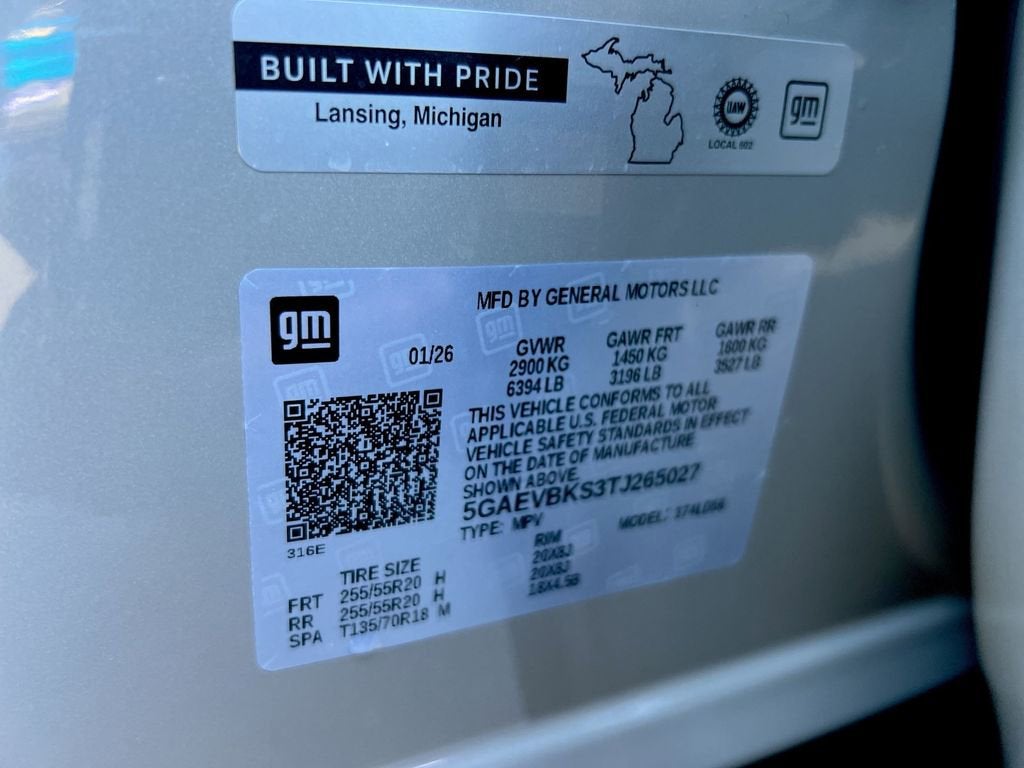 BUILT WITH PRIDE
Lansing, Michigan
UAW
LOCAL 602
gm
gm
MFD BY GENERAL MOTORS LLC
01/26
GVWR GAWR FRT GAWR RR
2900 KG 1450 KG 1600 KG
6394 LB 3196 LB 3527 LB
THIS VEHICLE CONFORMS TO ALL
APPLICABLE U.S. FEDERAL MOTOR
VEHICLE SAFETY STANDARDS IN EFFECT
ON THE DATE OF MANUFACTURE
SHOWN ABOVE.
5GAEVBKS3TJ265027
TYPE: MPV MODEL:
316E
TIRE SIZE RIM
FRT 255/55R20 H 20X8J
RR 255/55R20 H 20X8J
SPA T135/70R18 M 18X4.5B